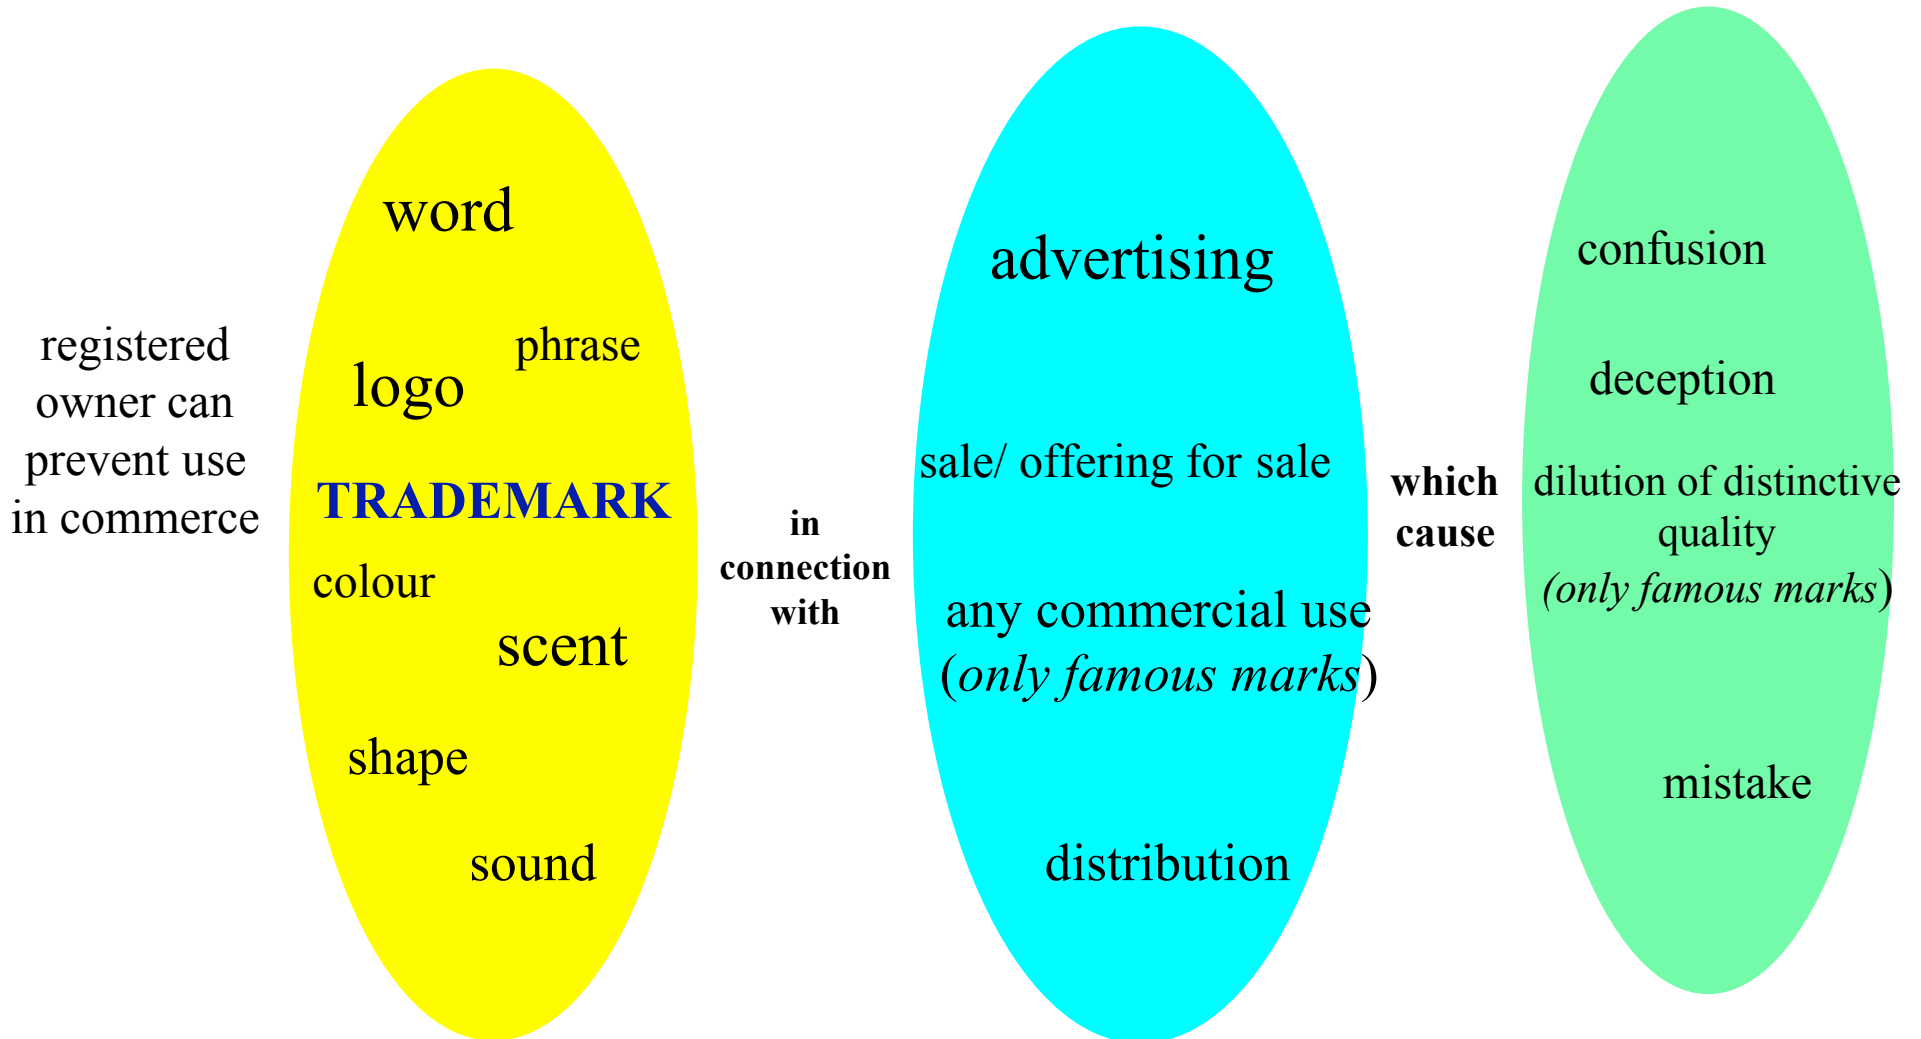 registered
owner can
prevent use
in commerce
word
phrase
logo
TRADEMARK
colour
scent
shape
sound
in
connection
with
advertising
sale/ offering for sale
any commercial use
(only famous marks)
distribution
which
cause
confusion
deception
dilution of distinctive
quality
(only famous marks)
mistake